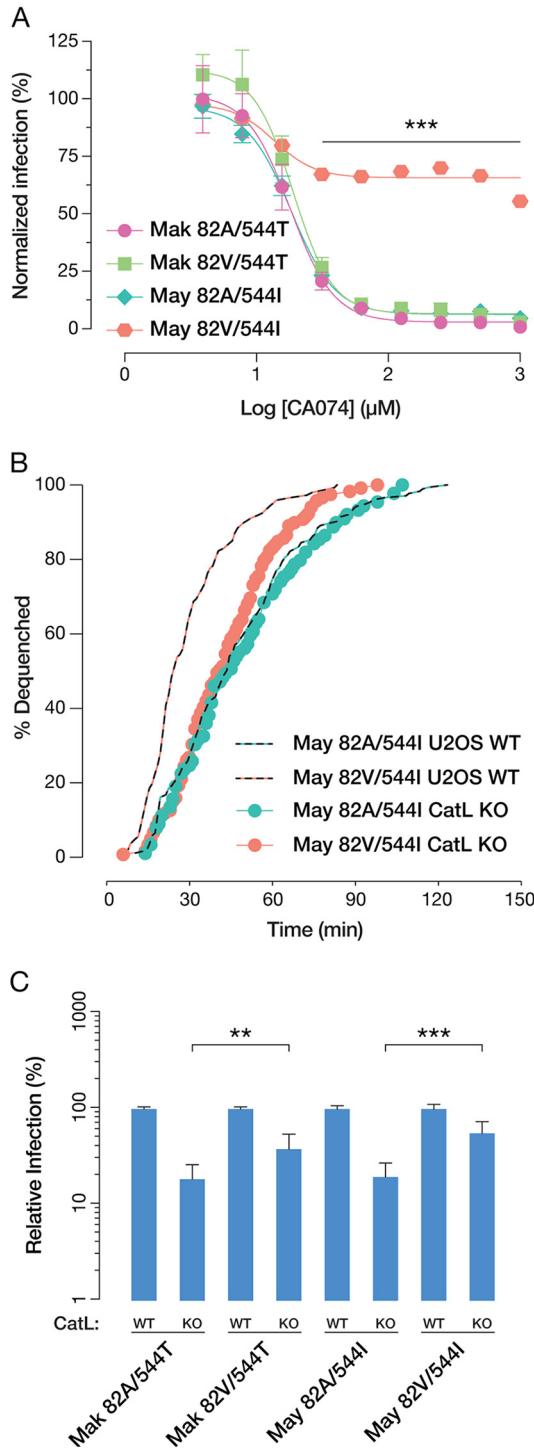 A
125
100
75
50
25
0
Normalized infection (%)
***
Mak 82A/544T
Mak 82V/544T
May 82A/544I
May 82V/544I
0
1
2
3
Log [CA074] (µM)
B
100
80
60
40
20
0
% Dequenched
May 82A/544I U2OS WT
May 82V/544I U2OS WT
May 82A/544I CatL KO
May 82V/544I CatL KO
0
30
60
90
120
150
Time (min)
C
1000
100
10
1
Relative Infection (%)
**
***
CatL: WT KO WT KO WT KO WT KO
Mak 82A/544T
Mak 82V/544T
May 82A/544I
May 82V/544I